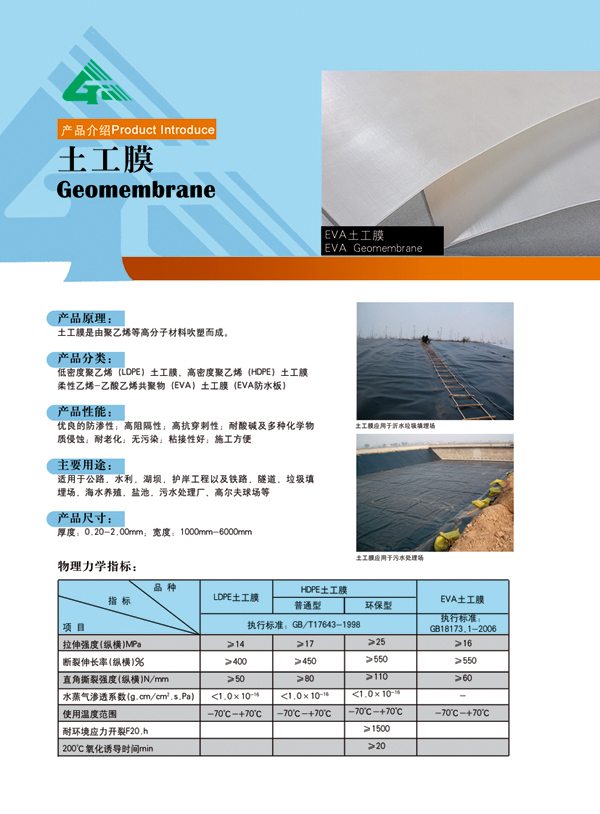 产品介绍Product Introduce
土工膜
Geomembrane
EVA土工膜
EVA Geomembrane
产品原理：
土工膜是由聚乙烯等高分子材料吹塑而成。
产品分类：
低密度聚乙烯（LDPE）土工膜、高密度聚乙烯（HDPE）土工膜
柔性乙烯-乙酸乙烯共聚物（EVA）土工膜（EVA防水板）
产品性能：
优良的防渗性；高阻隔性；高抗穿刺性；耐酸碱及多种化学物
质侵蚀；耐老化；无污染；粘接性好；施工方便
主要用途：
适用于公路、水利、湖坝、护岸工程以及铁路、隧道、垃圾填
埋场、海水养殖、盐池、污水处理厂、高尔夫球场等
产品尺寸：
厚度：0.20-2.00mm；宽度：1000mm-6000mm
土工膜应用于沂水垃圾填埋场
土工膜应用于污水处理场
物理力学指标：
品种
指标
项目
LDPE土工膜
HDPE土工膜
EVA土工膜
普通型
环保型
执行标准：GB/T17643-1998
执行标准：
GB18173.1-2006
拉伸强度(纵横)MPa ≥14 ≥17 ≥25 ≥16
断裂伸长率(纵横)% ≥400 ≥450 ≥550 ≥550
直角撕裂强度(纵横)N/mm ≥50 ≥80 ≥110 ≥60
水蒸气渗透系数(g.cm/cm².s.Pa) <1.0×10⁻¹⁶ <1.0×10⁻¹⁶ <1.0×10⁻¹⁶ -
使用温度范围 -70℃-+70℃ -70℃-+70℃ -70℃-+70℃ -70℃-+70℃
耐环境应力开裂F20.h ≥1500
200℃氧化诱导时间min ≥20